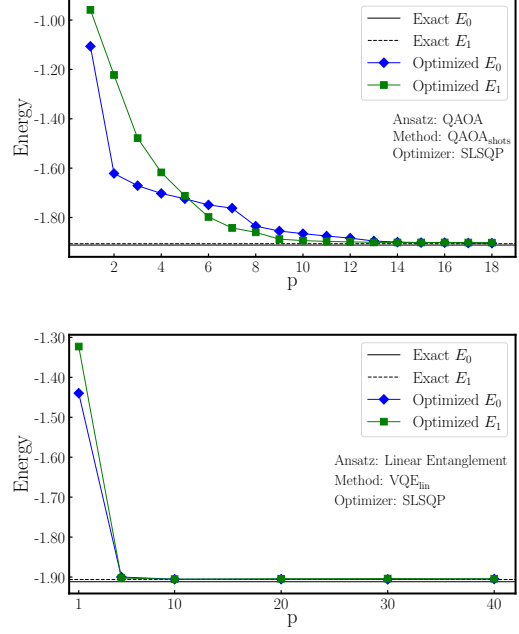 -1.00
-1.20
-1.40
-1.60
-1.80
Energy
Exact E₀
Exact E₁
Optimized E₀
Optimized E₁
Ansatz: QAOA
Method: QAOA_shots
Optimizer: SLSQP
2 4 6 8 10 12 14 16 18
p
-1.30
-1.40
-1.50
-1.60
-1.70
-1.80
-1.90
Energy
Exact E₀
Exact E₁
Optimized E₀
Optimized E₁
Ansatz: Linear Entanglement
Method: VQE_lin
Optimizer: SLSQP
1 10 20 30 40
p